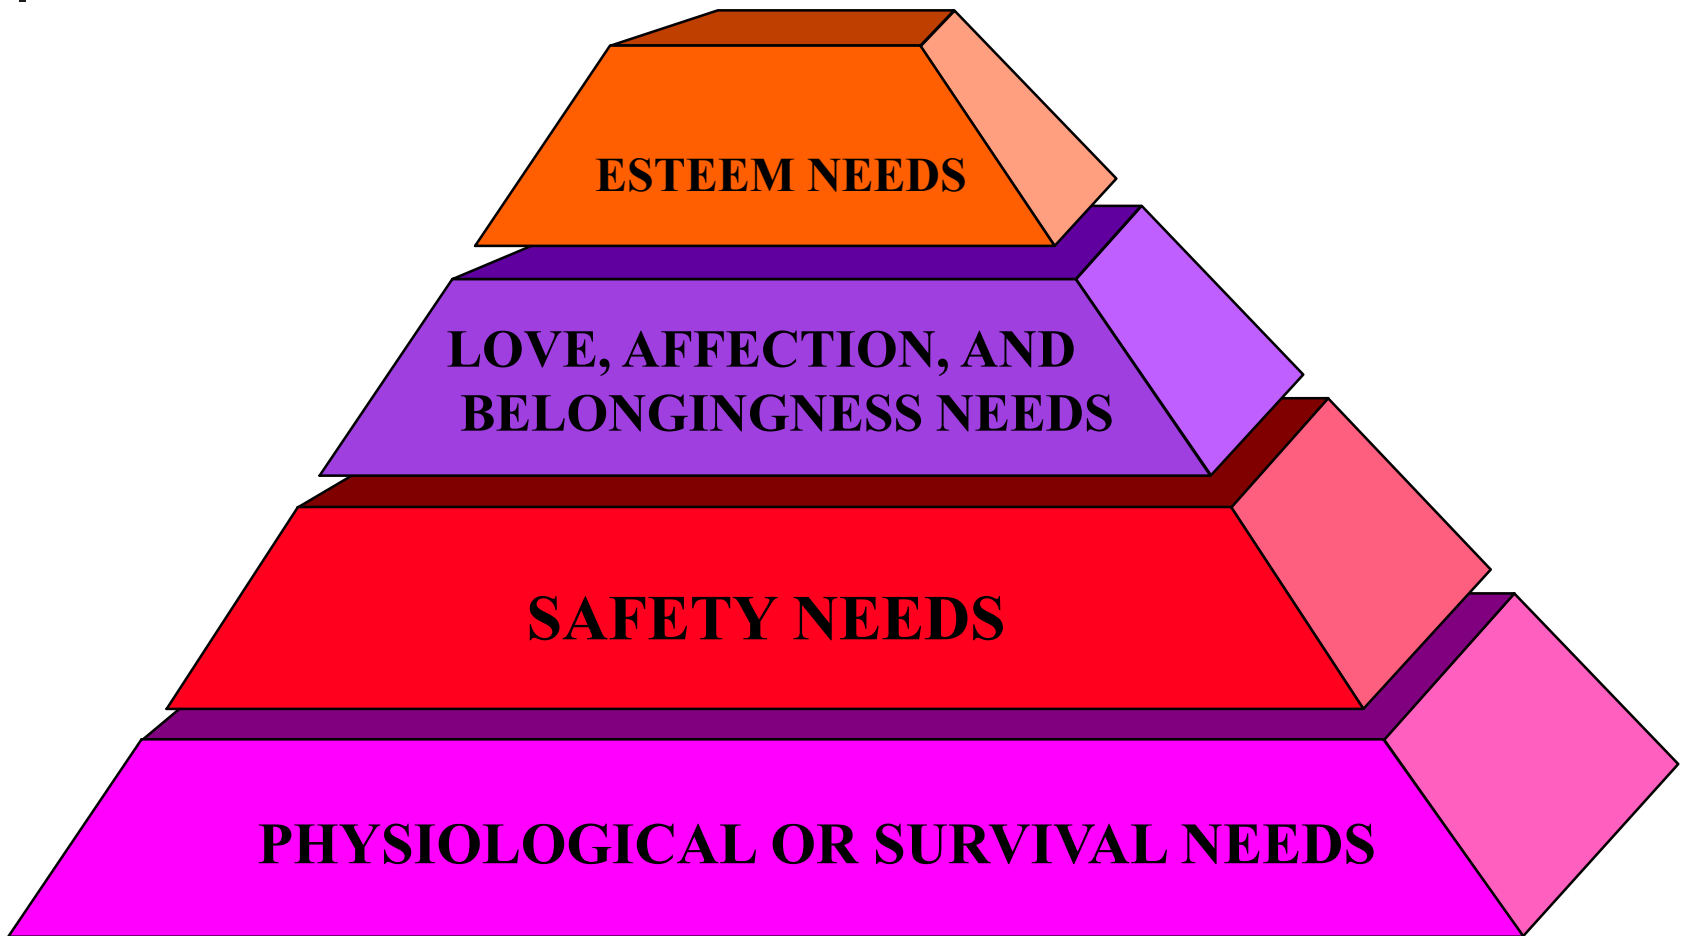 ESTEEM NEEDS
LOVE, AFFECTION, AND
BELONGINGNESS NEEDS
SAFETY NEEDS
PHYSIOLOGICAL OR SURVIVAL NEEDS